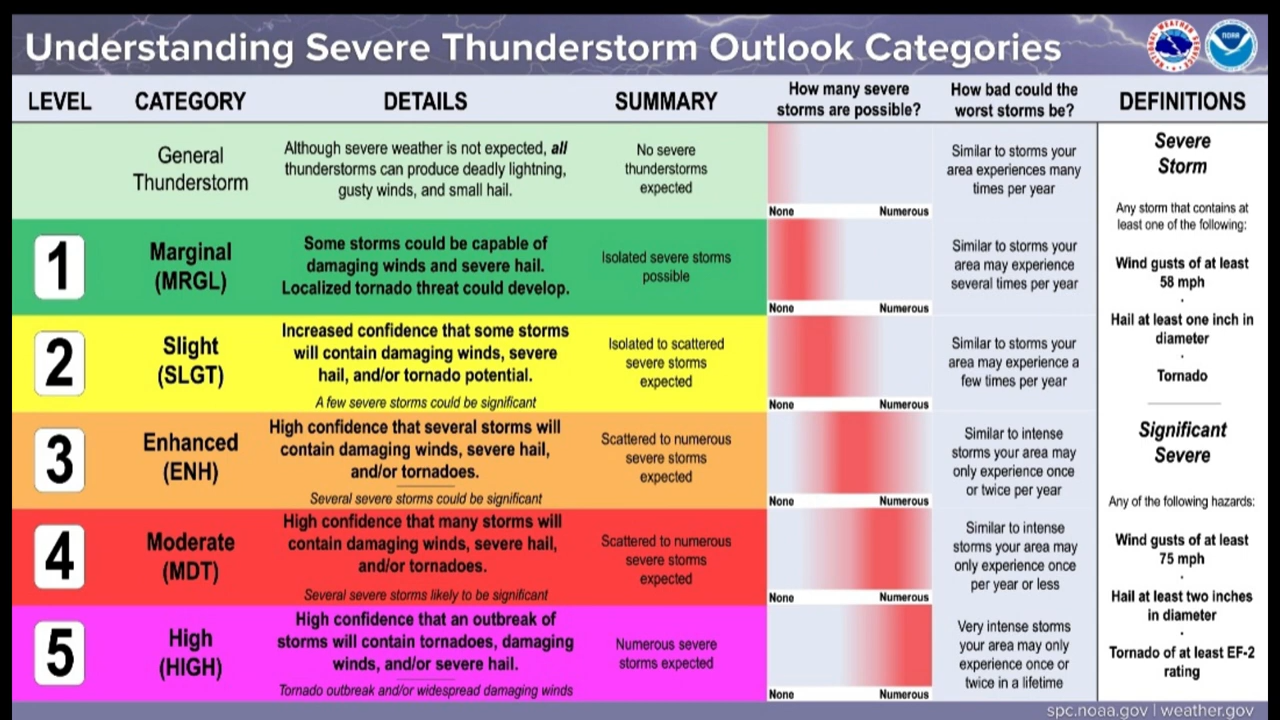 Understanding Severe Thunderstorm Outlook Categories
NATIONAL WEATHER SERVICE
NOAA
LEVEL
CATEGORY
DETAILS
SUMMARY
How many severe
storms are possible?
How bad could the
worst storms be?
DEFINITIONS
General
Thunderstorm
Although severe weather is not expected, all
thunderstorms can produce deadly lightning,
gusty winds, and small hail.
No severe
thunderstorms
expected
None Numerous
Similar to storms your
area experiences many
times per year
1
Marginal
(MRGL)
Some storms could be capable of
damaging winds and severe hail.
Localized tornado threat could develop.
Isolated severe storms
possible
None Numerous
Similar to storms your
area may experience
several times per year
2
Slight
(SLGT)
Increased confidence that some storms
will contain damaging winds, severe
hail, and/or tornado potential.
A few severe storms could be significant
Isolated to scattered
severe storms
expected
None Numerous
Similar to storms your
area may experience a
few times per year
3
Enhanced
(ENH)
High confidence that several storms will
contain damaging winds, severe hail,
and/or tornadoes.
Several severe storms could be significant
Scattered to numerous
severe storms
expected
None Numerous
Similar to intense
storms your area may
only experience once
or twice per year
4
Moderate
(MDT)
High confidence that many storms will
contain damaging winds, severe hail,
and/or tornadoes.
Several severe storms likely to be significant
Scattered to numerous
severe storms
expected
None Numerous
Similar to intense
storms your area may
only experience once
per year or less
5
High
(HIGH)
High confidence that an outbreak of
storms will contain tornadoes, damaging
winds, and/or severe hail.
Tornado outbreak and/or widespread damaging winds
Numerous severe
storms expected
None Numerous
Very intense storms
your area may only
experience once or
twice in a lifetime
Severe
Storm
Any storm that contains at
least one of the following:
Wind gusts of at least
58 mph
Hail at least one inch in
diameter
Tornado
Significant
Severe
Any of the following hazards:
Wind gusts of at least
75 mph
Hail at least two inches
in diameter
Tornado of at least EF-2
rating
spc.noaa.gov | weather.gov